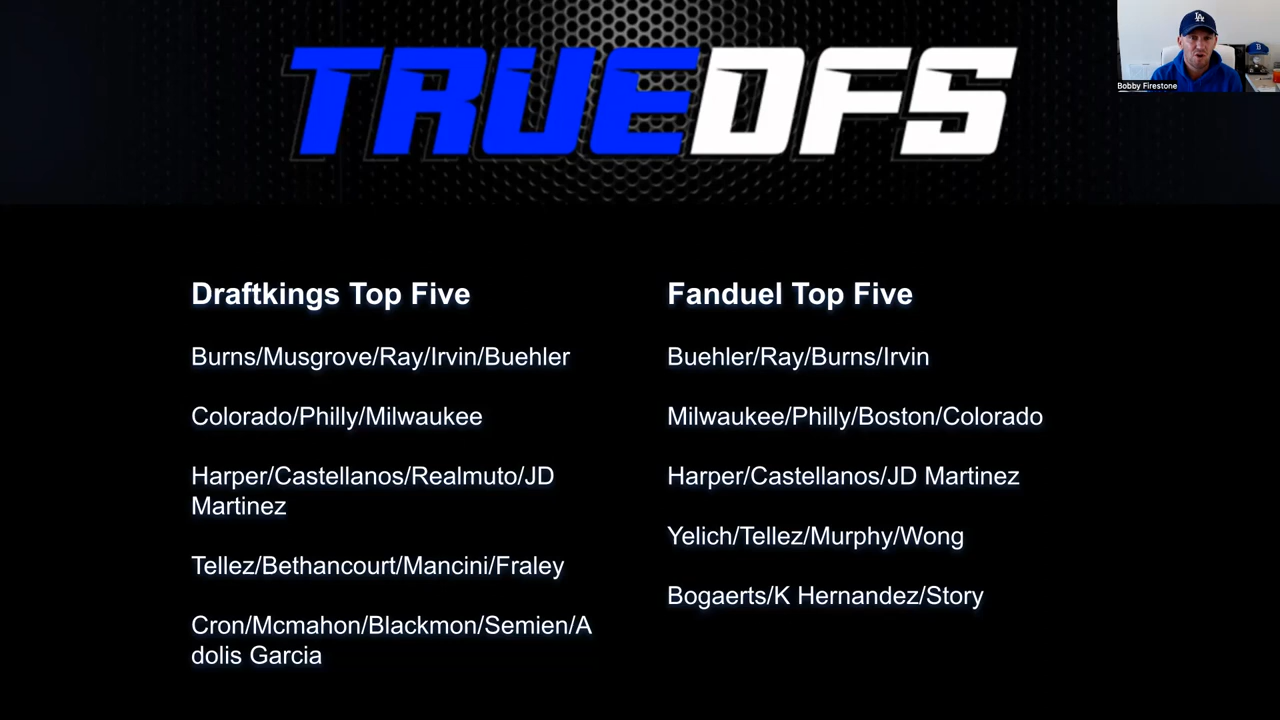 TRUEDFS
LA
Bobby Firestone
Draftkings Top Five
Burns/Musgrove/Ray/Irvin/Buehler
Colorado/Philly/Milwaukee
Harper/Castellanos/Realmuto/JD
Martinez
Tellez/Bethancourt/Mancini/Fraley
Cron/Mcmahon/Blackmon/Semien/A
dolis Garcia
Fanduel Top Five
Buehler/Ray/Burns/Irvin
Milwaukee/Philly/Boston/Colorado
Harper/Castellanos/JD Martinez
Yelich/Tellez/Murphy/Wong
Bogaerts/K Hernandez/Story